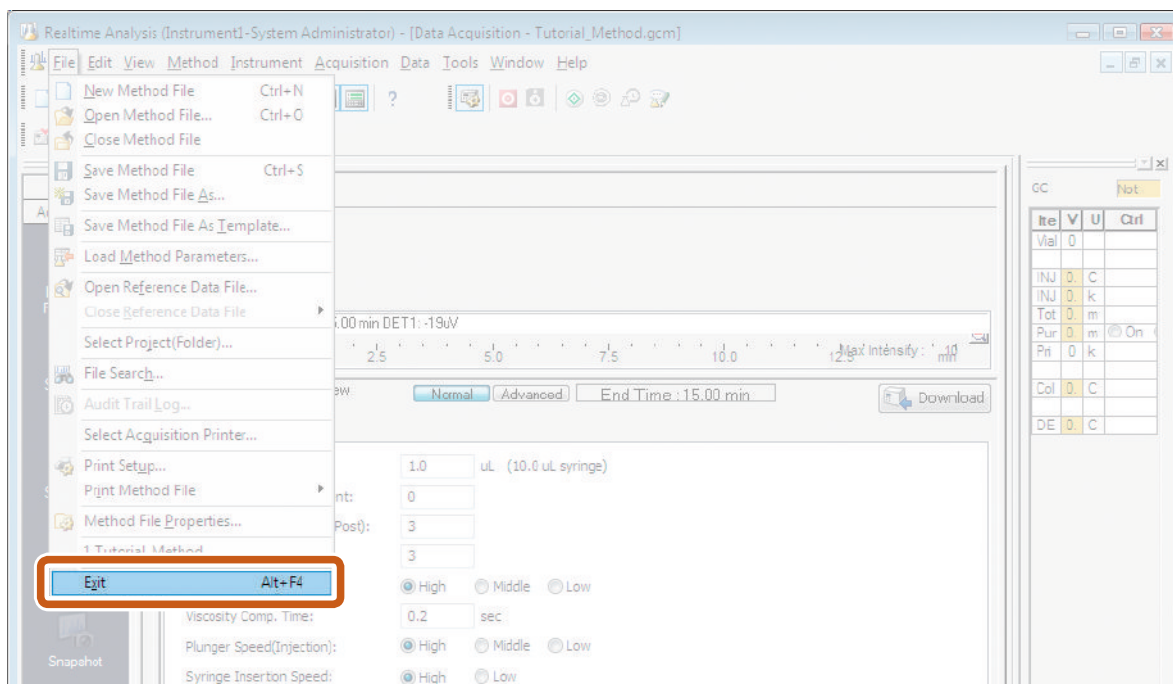 Realtime Analysis (Instrument1-System Administrator) - [Data Acquisition - Tutorial_Method.gcm]
File Edit View Method Instrument Acquisition Data Tools Window Help
New Method File Ctrl+N
Open Method File... Ctrl+O
Close Method File
Save Method File Ctrl+S
Save Method File As...
Save Method File As Template...
Load Method Parameters...
Open Reference Data File...
Close Reference Data File
Select Project(Folder)...
File Search...
Audit Trail Log...
Select Acquisition Printer...
Print Setup...
Print Method File
Method File Properties...
1 Tutorial_Method
Exit Alt+F4
?
.00 min DET1: -19uV
2.5 5.0 7.5 10.0 12.5 min
Max Intensity : 10
ew Normal Advanced End Time : 15.00 min Download
1.0 uL (10.0 uL syringe)
nt: 0
Post): 3
3
High Middle Low
Viscosity Comp. Time: 0.2 sec
Plunger Speed(Injection): High Middle Low
Syringe Insertion Speed: High Low
Snapshot
GC Not
Ite V U Ctrl
Vial 0
INJ 0. C
INJ 0. k
Tot 0. m
Pur 0. m On
Pri 0 k
Col 0. C
DE 0. C